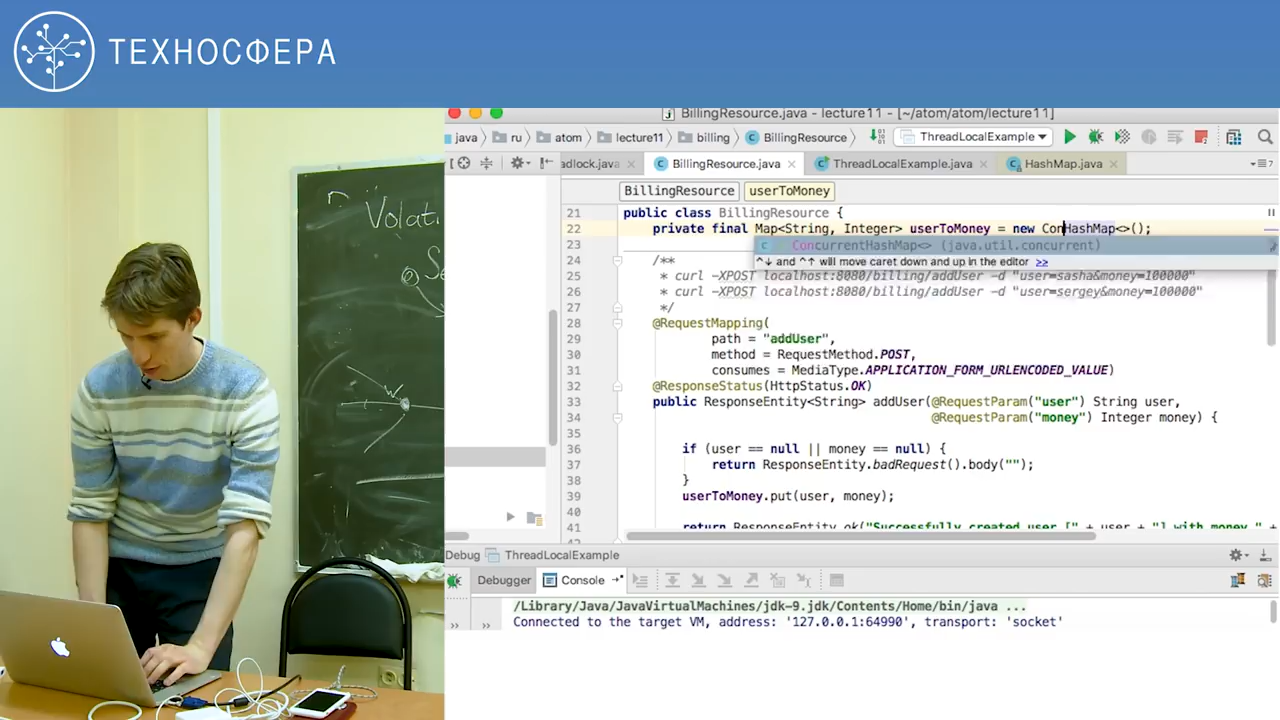 ТЕХНОСФЕРА
BillingResource.java - lecture11 - [~/atom/atom/lecture11]
java ru atom lecture11 billing BillingResource ThreadLocalExample
adlock.java BillingResource.java ThreadLocalExample.java HashMap.java
BillingResource userToMoney
21 public class BillingResource {
22 private final Map<String, Integer> userToMoney = new ConHashMap<>();
23 ConcurrentHashMap<> (java.util.concurrent)
^↓ and ^↑ will move caret down and up in the editor >>
24 /**
25 * curl -XPOST localhost:8080/billing/addUser -d "user=sasha&money=100000"
26 * curl -XPOST localhost:8080/billing/addUser -d "user=sergey&money=100000"
27 */
28 @RequestMapping(
29 path = "addUser",
30 method = RequestMethod.POST,
31 consumes = MediaType.APPLICATION_FORM_URLENCODED_VALUE)
32 @ResponseStatus(HttpStatus.OK)
33 public ResponseEntity<String> addUser(@RequestParam("user") String user,
34 @RequestParam("money") Integer money) {
35
36 if (user == null || money == null) {
37 return ResponseEntity.badRequest().body("");
38 }
39 userToMoney.put(user, money);
40
41 return ResponseEntity.ok("Successfully created user [" + user + "] with money " +
Debug ThreadLocalExample
Debugger Console
/Library/Java/JavaVirtualMachines/jdk-9.jdk/Contents/Home/bin/java ...
Connected to the target VM, address: '127.0.0.1:64990', transport: 'socket'
Volati